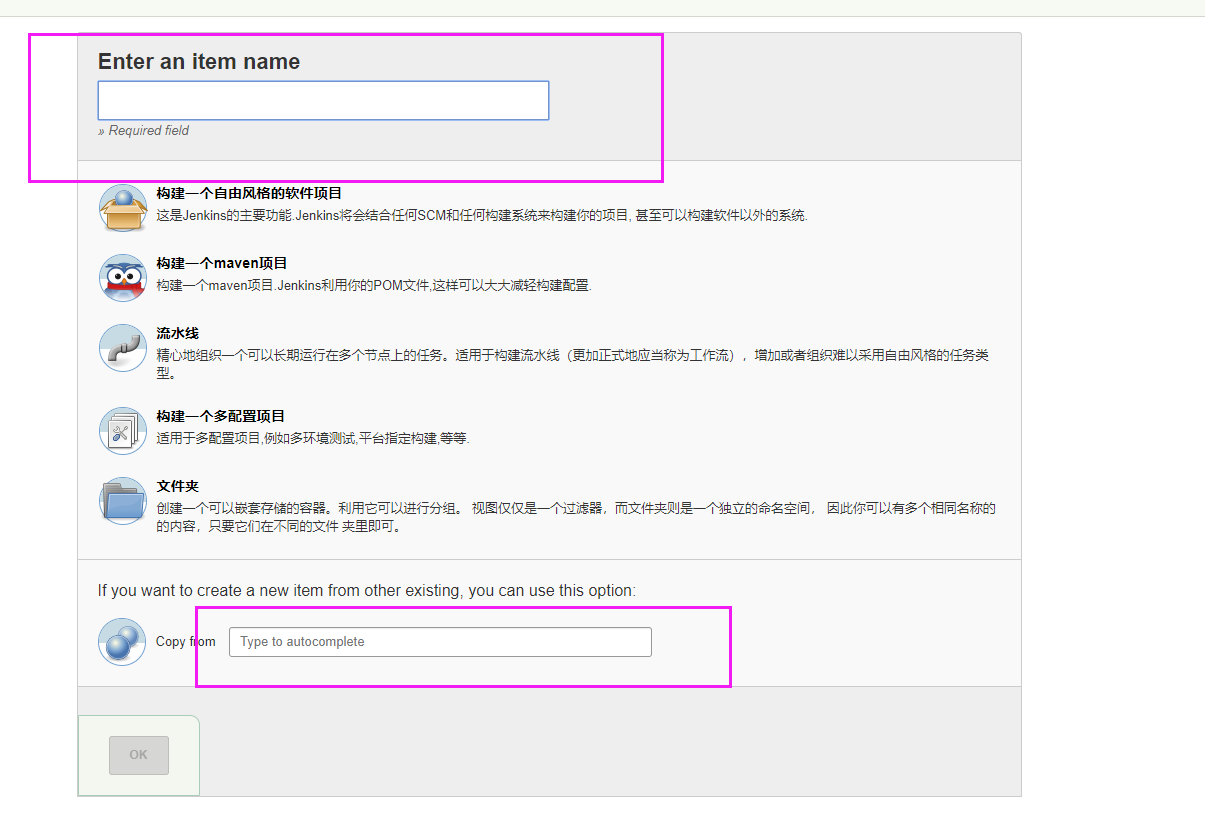 Enter an item name
» Required field
构建一个自由风格的软件项目
这是Jenkins的主要功能.Jenkins将会结合任何SCM和任何构建系统来构建你的项目, 甚至可以构建软件以外的系统.
构建一个maven项目
构建一个maven项目.Jenkins利用你的POM文件,这样可以大大减轻构建配置.
流水线
精心地组织一个可以长期运行在多个节点上的任务。适用于构建流水线（更加正式地应当称为工作流），增加或者组织难以采用自由风格的任务类
型。
构建一个多配置项目
适用于多配置项目,例如多环境测试,平台指定构建,等等.
文件夹
创建一个可以嵌套存储的容器。利用它可以进行分组。 视图仅仅是一个过滤器，而文件夹则是一个独立的命名空间， 因此你可以有多个相同名称的
的内容，只要它们在不同的文件 夹里即可。
If you want to create a new item from other existing, you can use this option:
Copy from
Type to autocomplete
OK